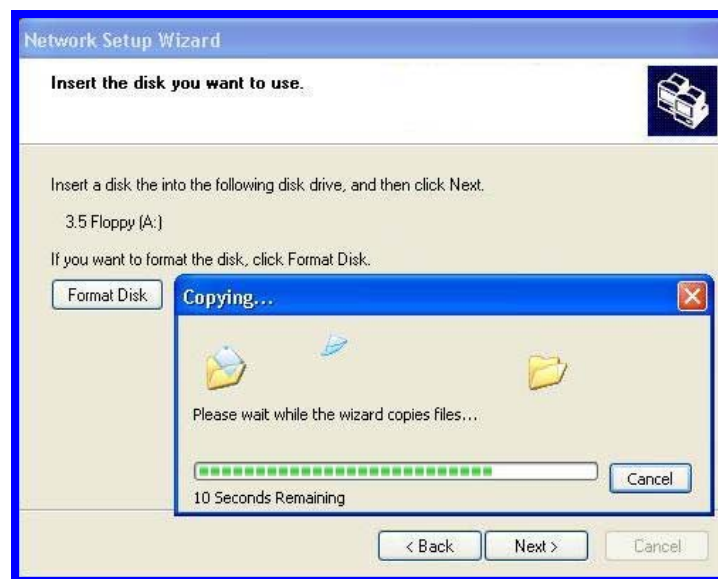 Network Setup Wizard
Insert the disk you want to use.
Insert a disk the into the following disk drive, and then click Next.
3.5 Floppy (A:)
If you want to format the disk, click Format Disk.
Format Disk
Copying...
Please wait while the wizard copies files...
Cancel
10 Seconds Remaining
< Back Next > Cancel